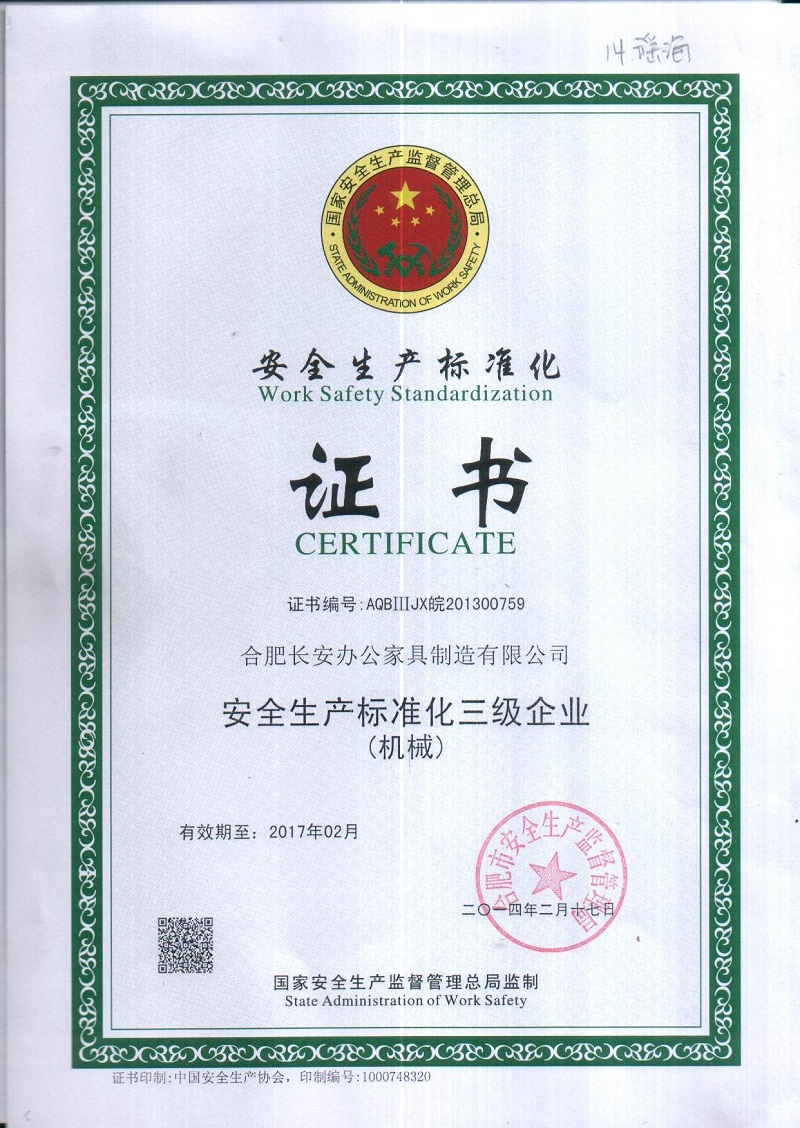 14.瑶海
国家安全生产监督管理总局
STATE ADMINISTRATION OF WORK SAFETY
安全生产标准化
Work Safety Standardization
证 书
CERTIFICATE
证书编号:AQBⅢJX皖201300759
合肥长安办公家具制造有限公司
安全生产标准化三级企业
(机械)
有效期至: 2017年02月
合肥市安全生产监督管理局
二〇一四年二月十七日
国家安全生产监督管理总局监制
State Administration of Work Safety
证书印制:中国安全生产协会，印制编号:1000748320